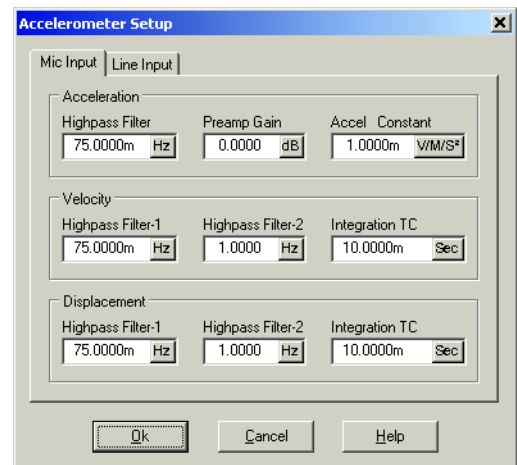 Accelerometer Setup
Mic Input Line Input
Acceleration
Highpass Filter Preamp Gain Accel Constant
75.0000m Hz 0.0000 dB 1.0000m V/M/S²
Velocity
Highpass Filter-1 Highpass Filter-2 Integration TC
75.0000m Hz 1.0000 Hz 10.0000m Sec
Displacement
Highpass Filter-1 Highpass Filter-2 Integration TC
75.0000m Hz 1.0000 Hz 10.0000m Sec
Ok Cancel Help